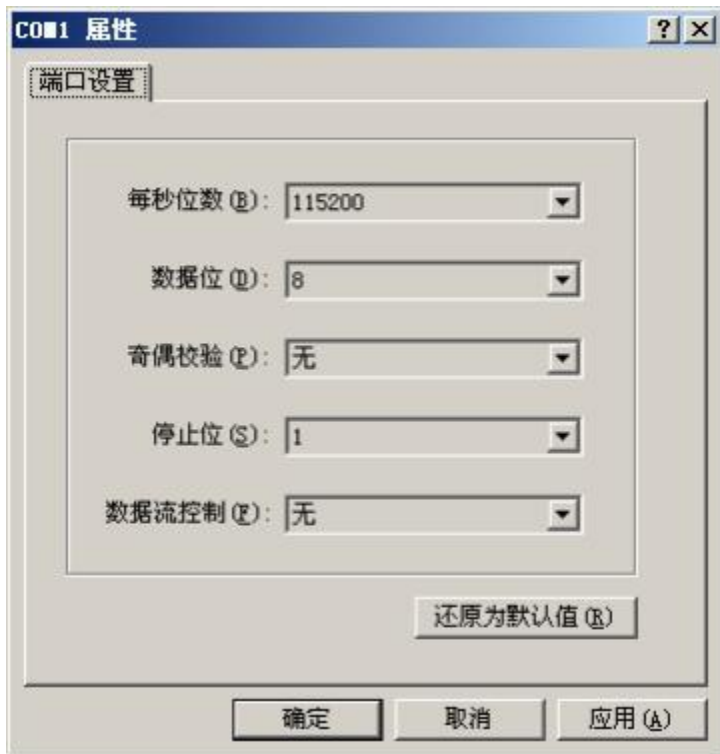 COM1 属性
端口设置
每秒位数(B): 115200
数据位(D): 8
奇偶校验(P): 无
停止位(S): 1
数据流控制(F): 无
还原为默认值(R)
确定 取消 应用(A)